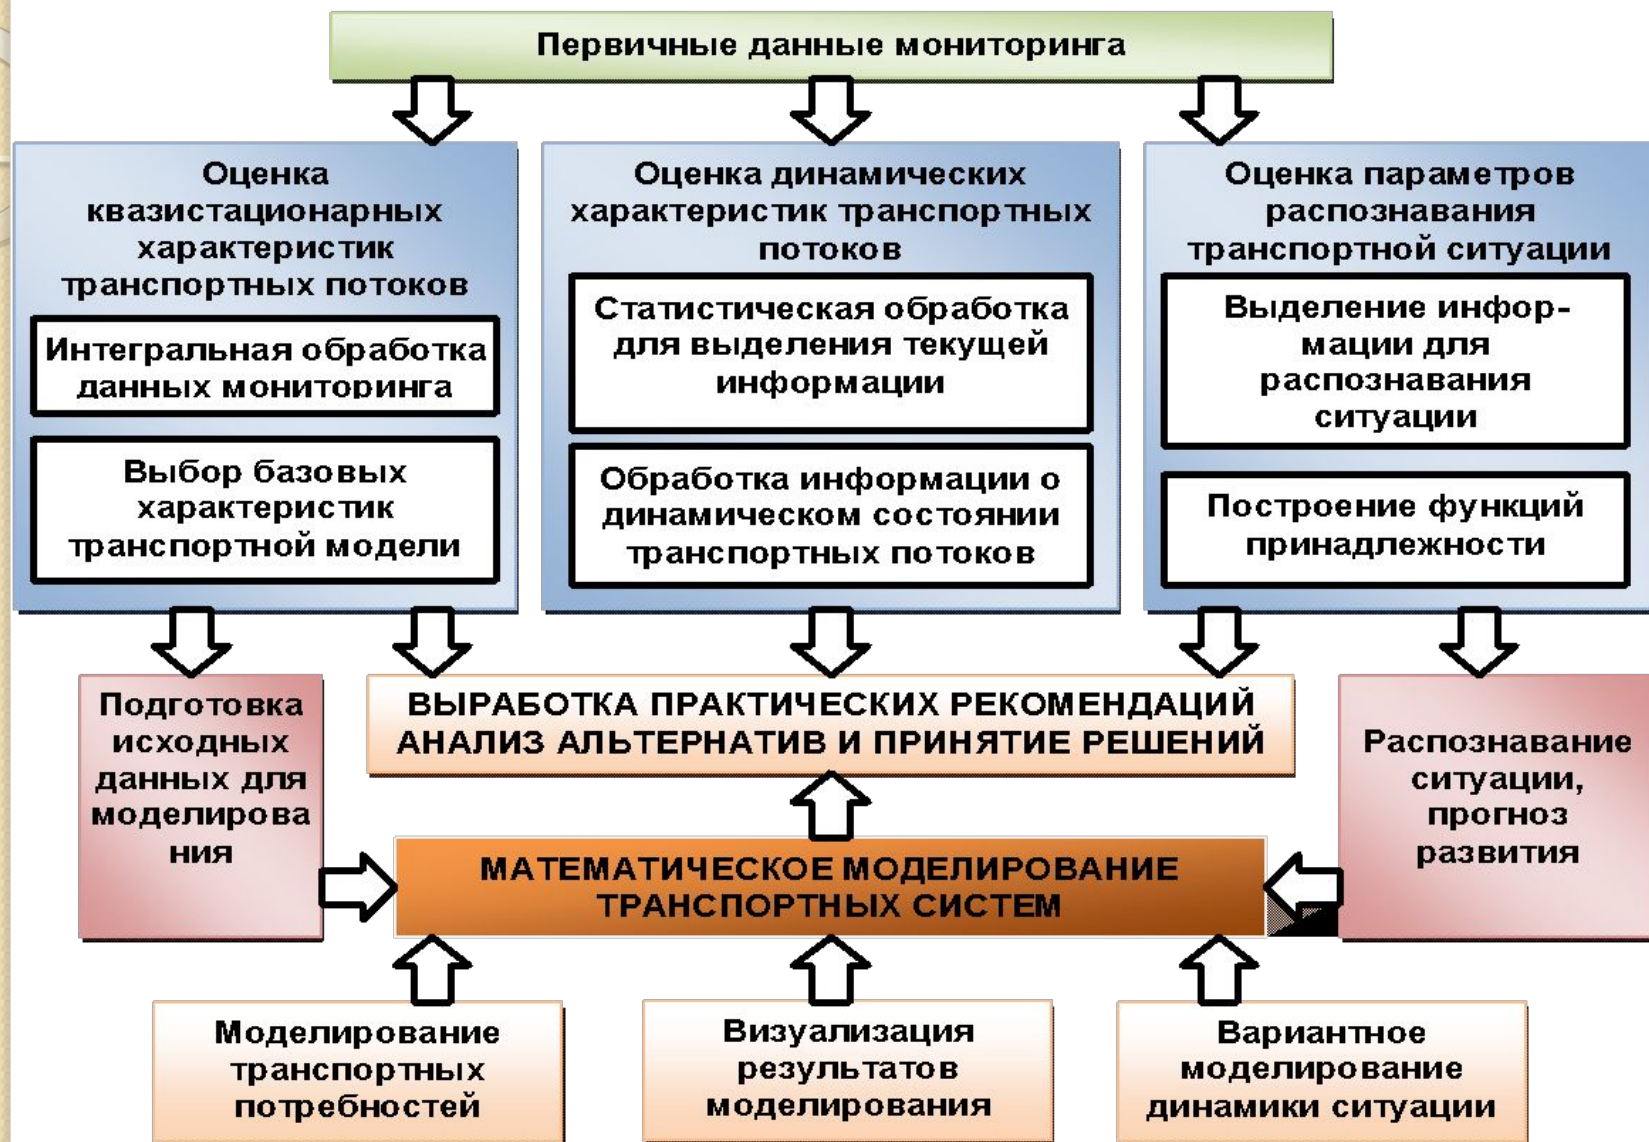 Первичные данные мониторинга
Оценка
квазистационарных
характеристик
транспортных потоков
Интегральная обработка
данных мониторинга
Выбор базовых
характеристик
транспортной модели
Оценка динамических
характеристик транспортных
потоков
Статистическая обработка
для выделения текущей
информации
Обработка информации о
динамическом состоянии
транспортных потоков
Оценка параметров
распознавания
транспортной ситуации
Выделение инфор-
мации для
распознавания
ситуации
Построение функций
принадлежности
Подготовка
исходных
данных для
моделирова
ния
ВЫРАБОТКА ПРАКТИЧЕСКИХ РЕКОМЕНДАЦИЙ
АНАЛИЗ АЛЬТЕРНАТИВ И ПРИНЯТИЕ РЕШЕНИЙ
Распознавание
ситуации,
прогноз
развития
МАТЕМАТИЧЕСКОЕ МОДЕЛИРОВАНИЕ
ТРАНСПОРТНЫХ СИСТЕМ
Моделирование
транспортных
потребностей
Визуализация
результатов
моделирования
Вариантное
моделирование
динамики ситуации